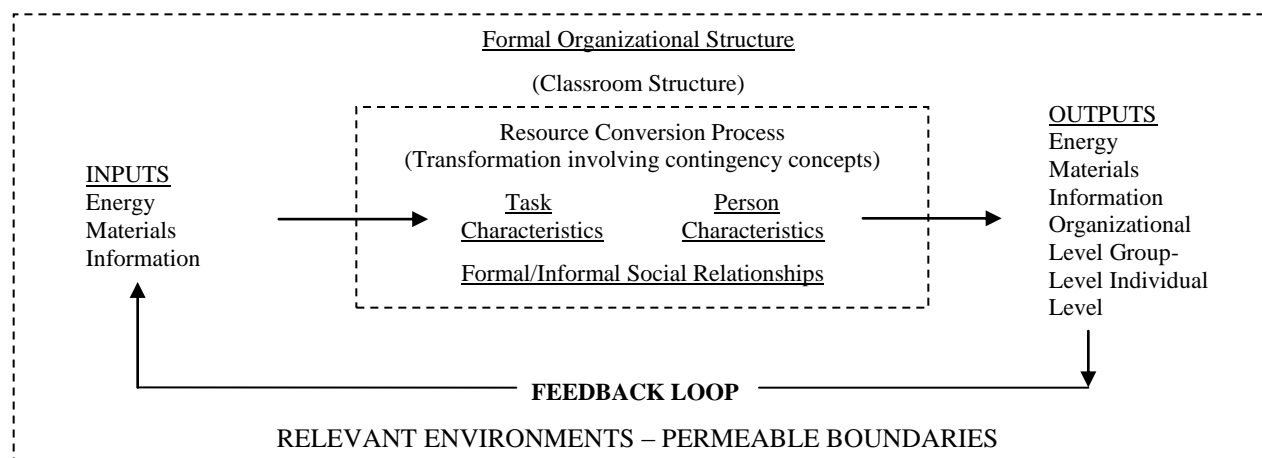 Formal Organizational Structure
(Classroom Structure)
INPUTS
Energy
Materials
Information
Resource Conversion Process
(Transformation involving contingency concepts)
Task
Characteristics
Person
Characteristics
Formal/Informal Social Relationships
OUTPUTS
Energy
Materials
Information
Organizational
Level Group-
Level Individual
Level
FEEDBACK LOOP
RELEVANT ENVIRONMENTS – PERMEABLE BOUNDARIES